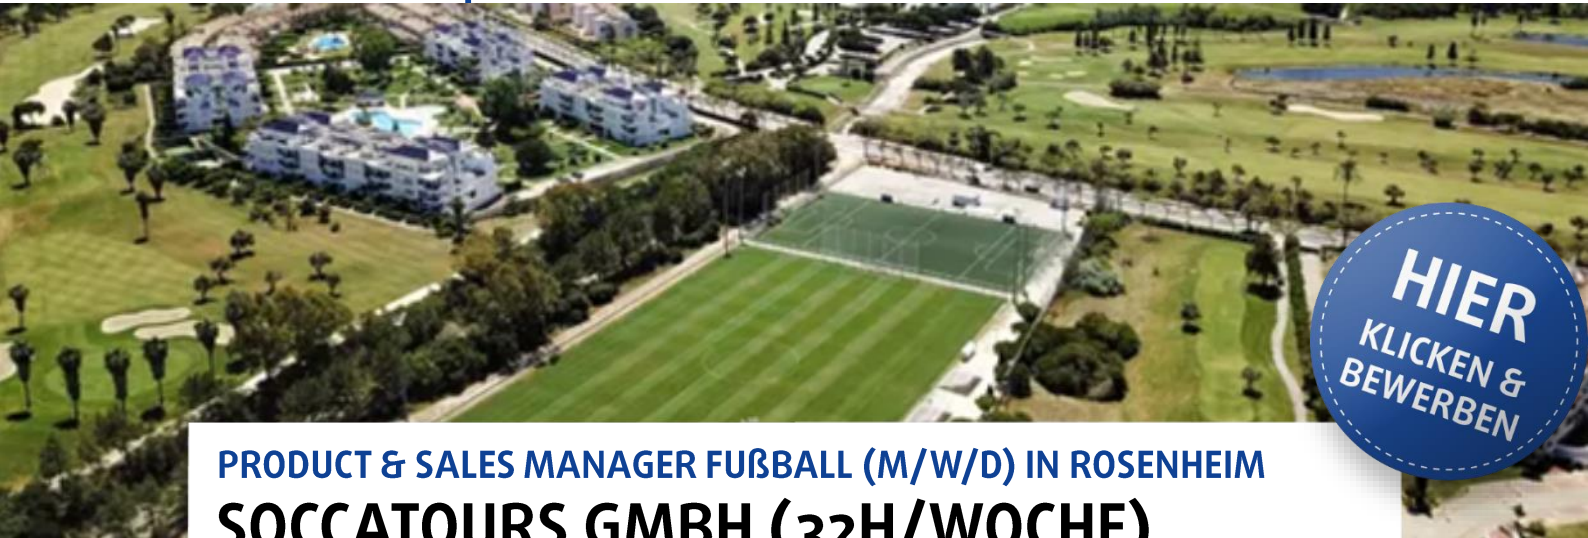 HIER
KLICKEN &
BEWERBEN
PRODUCT & SALES MANAGER FUßBALL (M/W/D) IN ROSENHEIM
SOCCATOURS GMBH (32H/WOCHE)